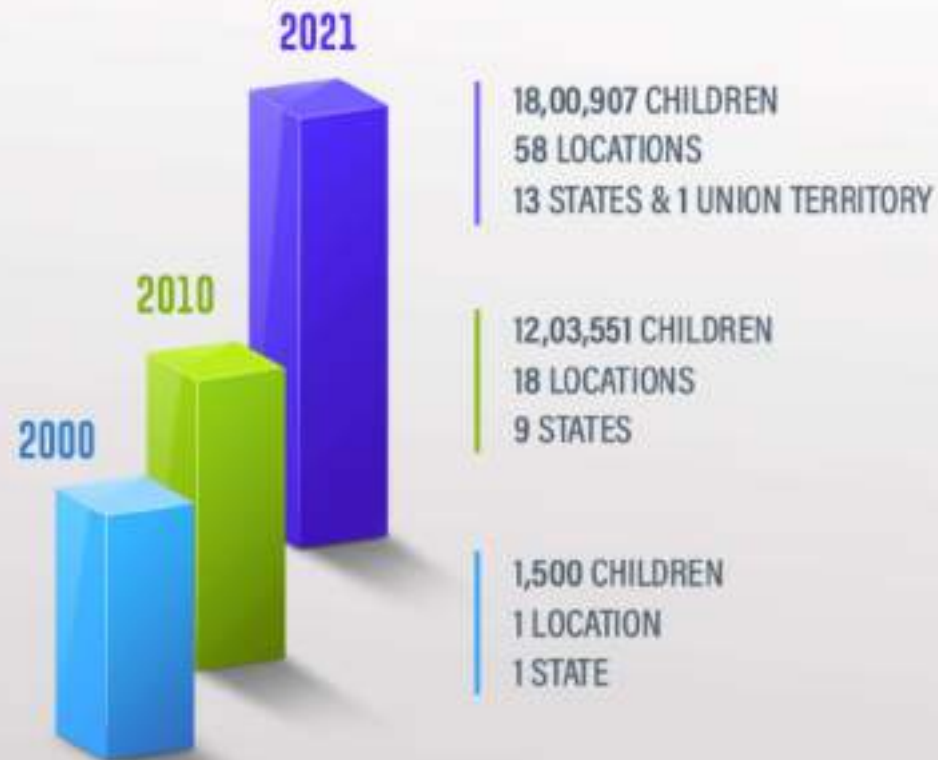 2021
18,00,907 CHILDREN
58 LOCATIONS
13 STATES & 1 UNION TERRITORY
2010
12,03,551 CHILDREN
18 LOCATIONS
9 STATES
2000
1,500 CHILDREN
1 LOCATION
1 STATE